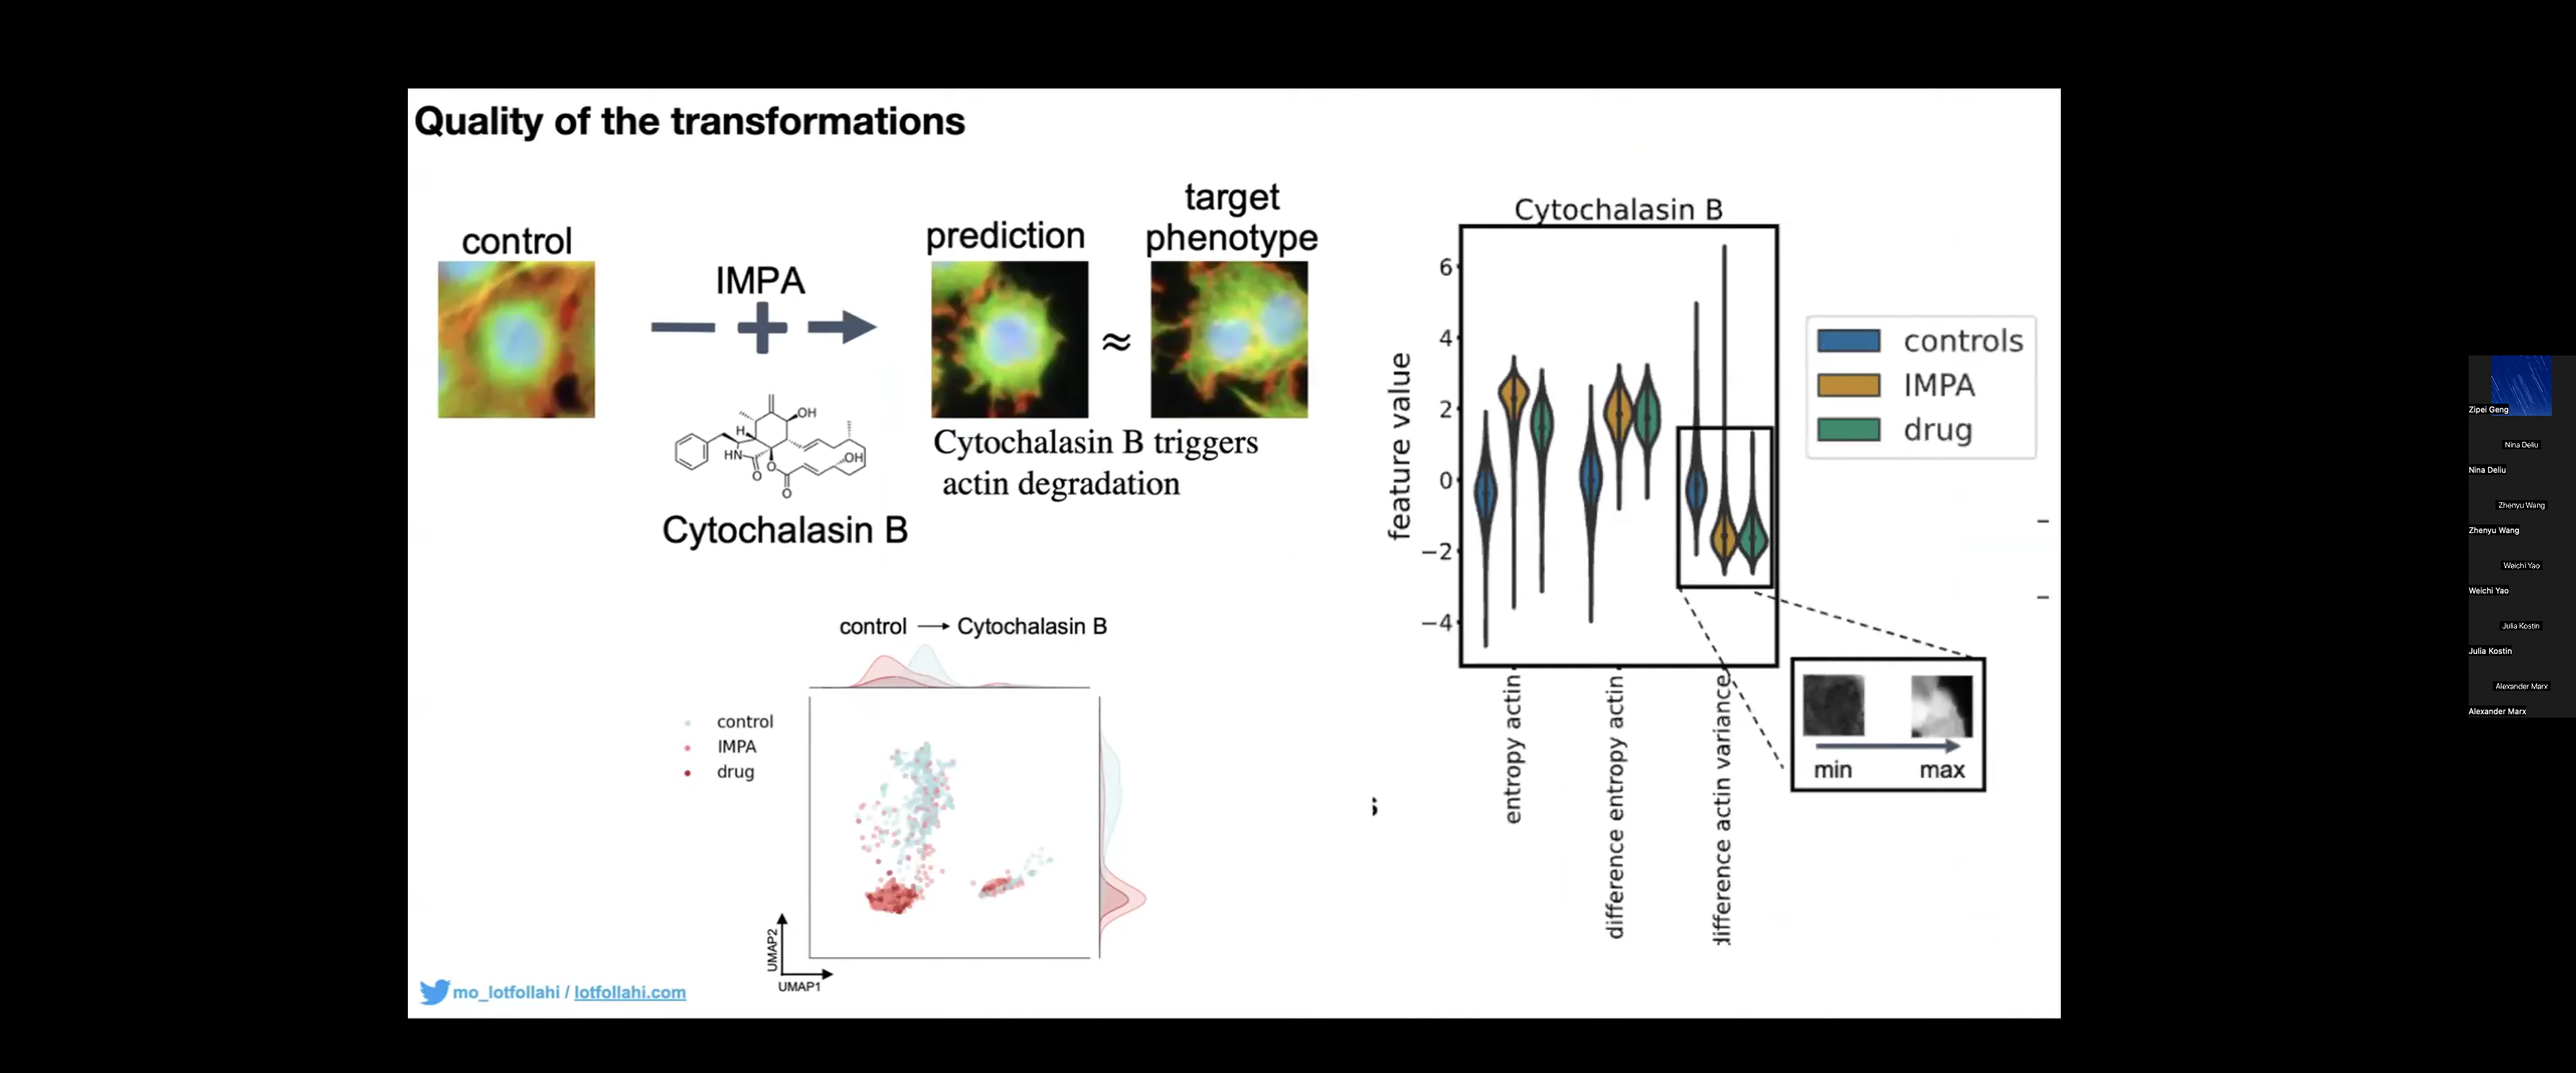 Quality of the transformations
control
IMPA
prediction
target
phenotype
≈
Cytochalasin B triggers
actin degradation
OH
H
HN
O
O
O
OH
Cytochalasin B
control → Cytochalasin B
control
IMPA
drug
UMAP2
UMAP1
Cytochalasin B
feature value
6
4
2
0
−2
−4
entropy actin
difference entropy actin
difference actin variance
controls
IMPA
drug
min
max
mo_lotfollahi / lotfollahi.com
Zipei Geng
Nina Deliu
Nina Deliu
Zhenyu Wang
Zhenyu Wang
Weichi Yao
Weichi Yao
Julia Kostin
Julia Kostin
Alexander Marx
Alexander Marx